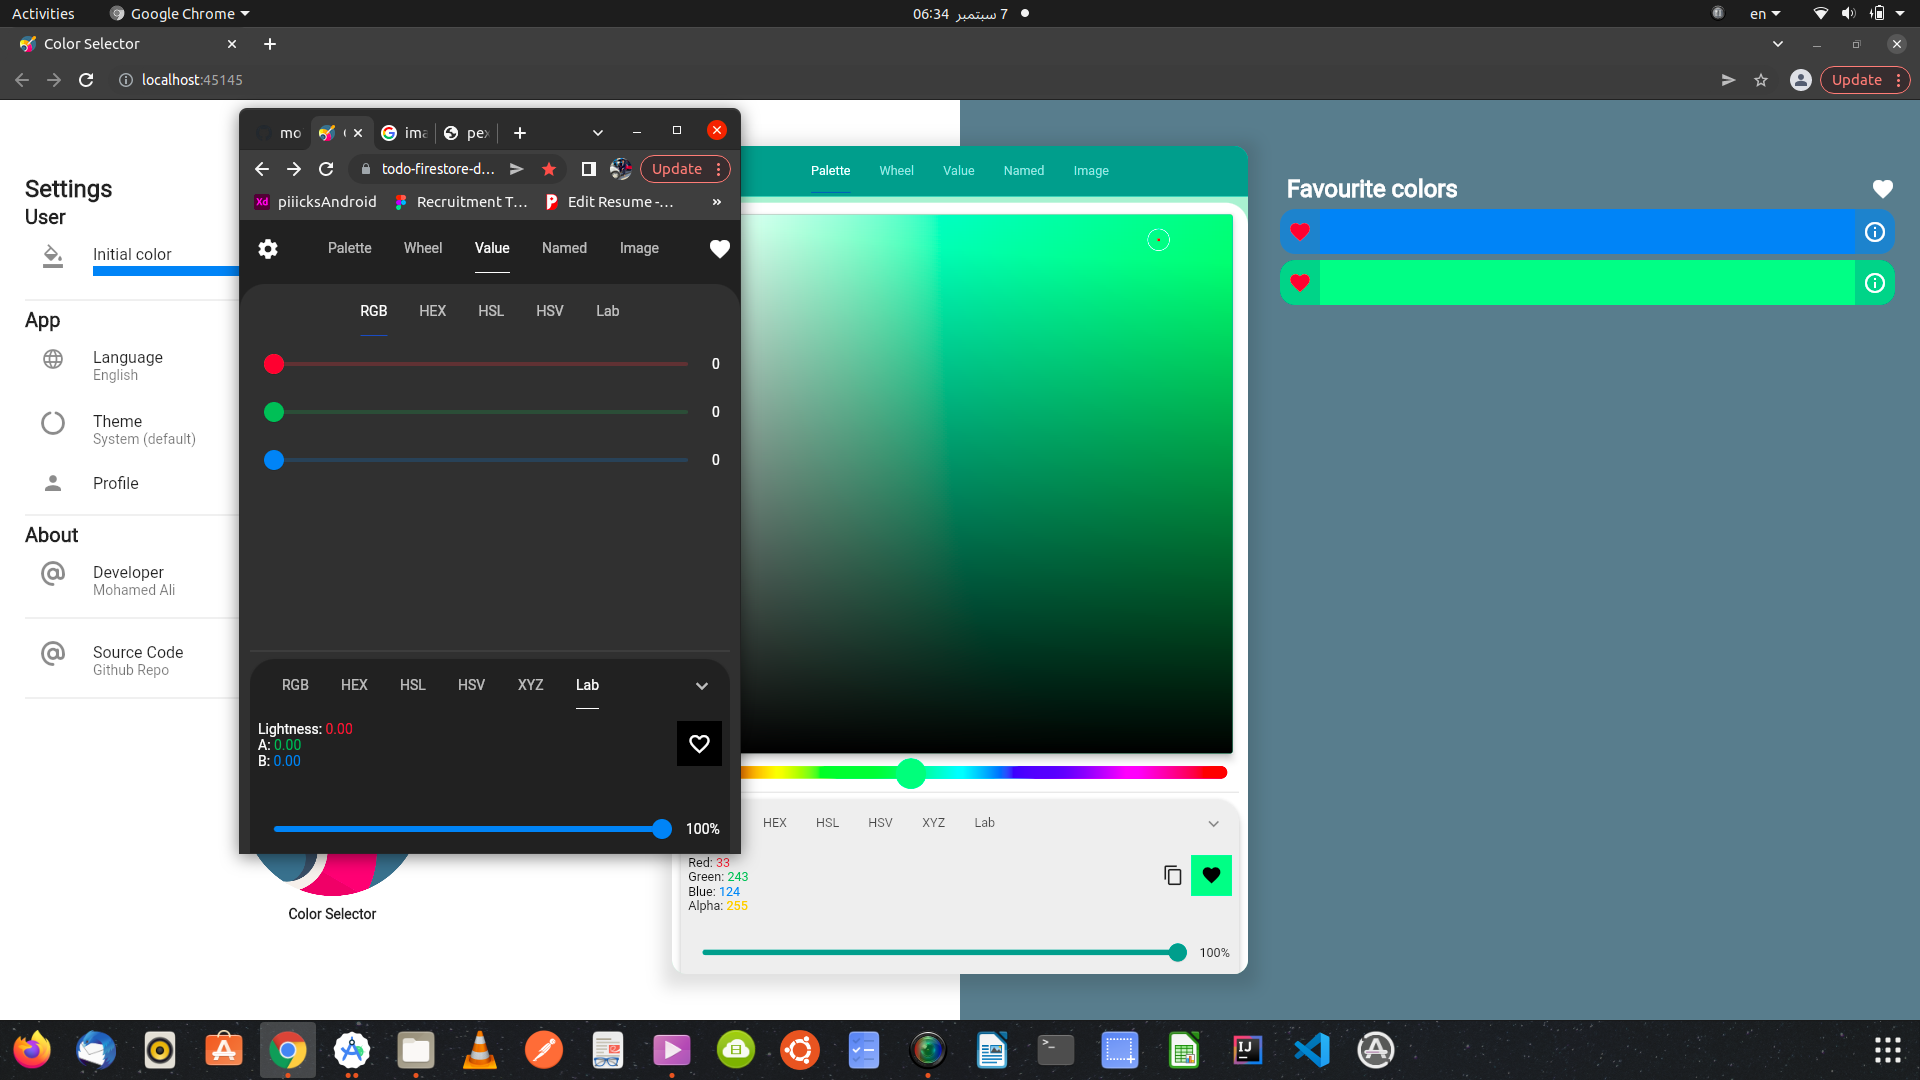 Activities
Google Chrome
7 سبتمبر 06:34
en
Color Selector
localhost:45145
Update
Settings
User
Initial color
App
Language
English
Theme
System (default)
Profile
About
Developer
Mohamed Ali
Source Code
Github Repo
Color Selector
mo
ima
pex
todo-firestore-d...
Update
piiicksAndroid
Recruitment T...
Edit Resume -...
»
Palette
Wheel
Value
Named
Image
RGB
HEX
HSL
HSV
Lab
0
0
0
RGB
HEX
HSL
HSV
XYZ
Lab
Lightness: 0.00
A: 0.00
B: 0.00
100%
Palette
Wheel
Value
Named
Image
HEX
HSL
HSV
XYZ
Lab
Red: 33
Green: 243
Blue: 124
Alpha: 255
100%
Favourite colors